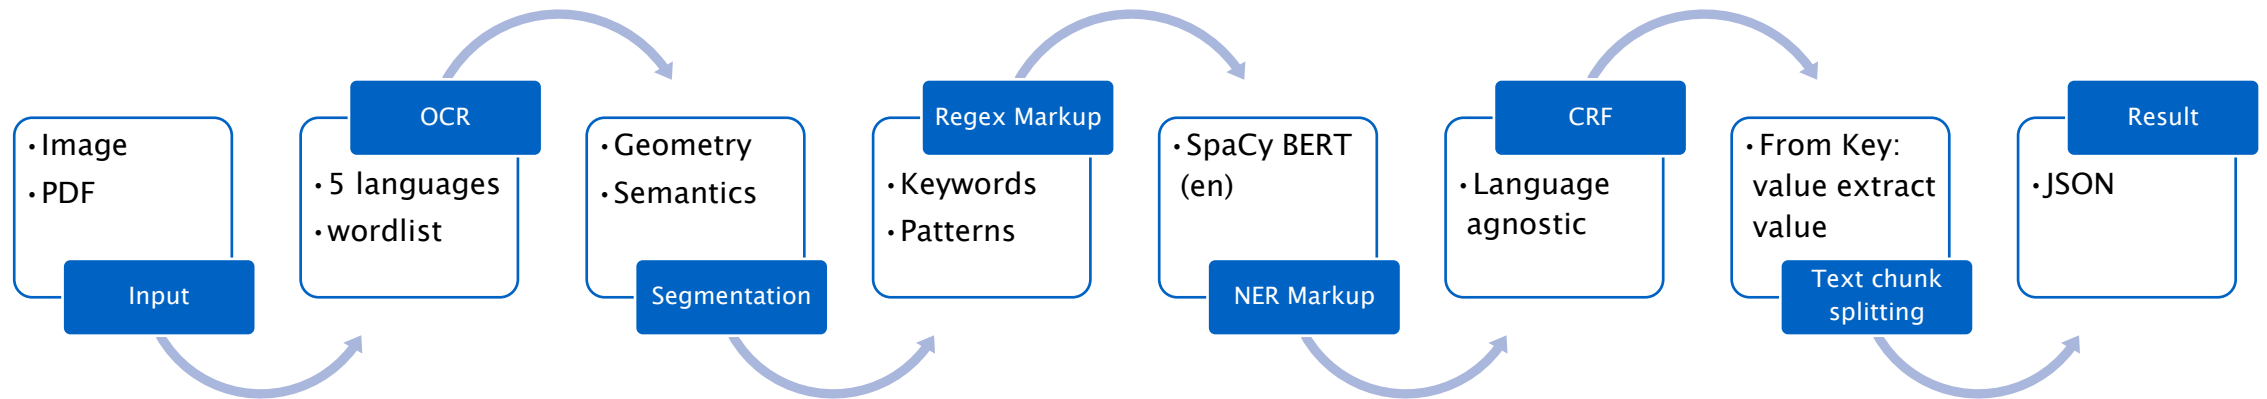 • Image
• PDF
Input
OCR
• 5 languages
• wordlist
• Geometry
• Semantics
Segmentation
Regex Markup
• Keywords
• Patterns
• SpaCy BERT
(en)
NER Markup
CRF
• Language
agnostic
• From Key:
value extract
value
Text chunk
splitting
Result
• JSON